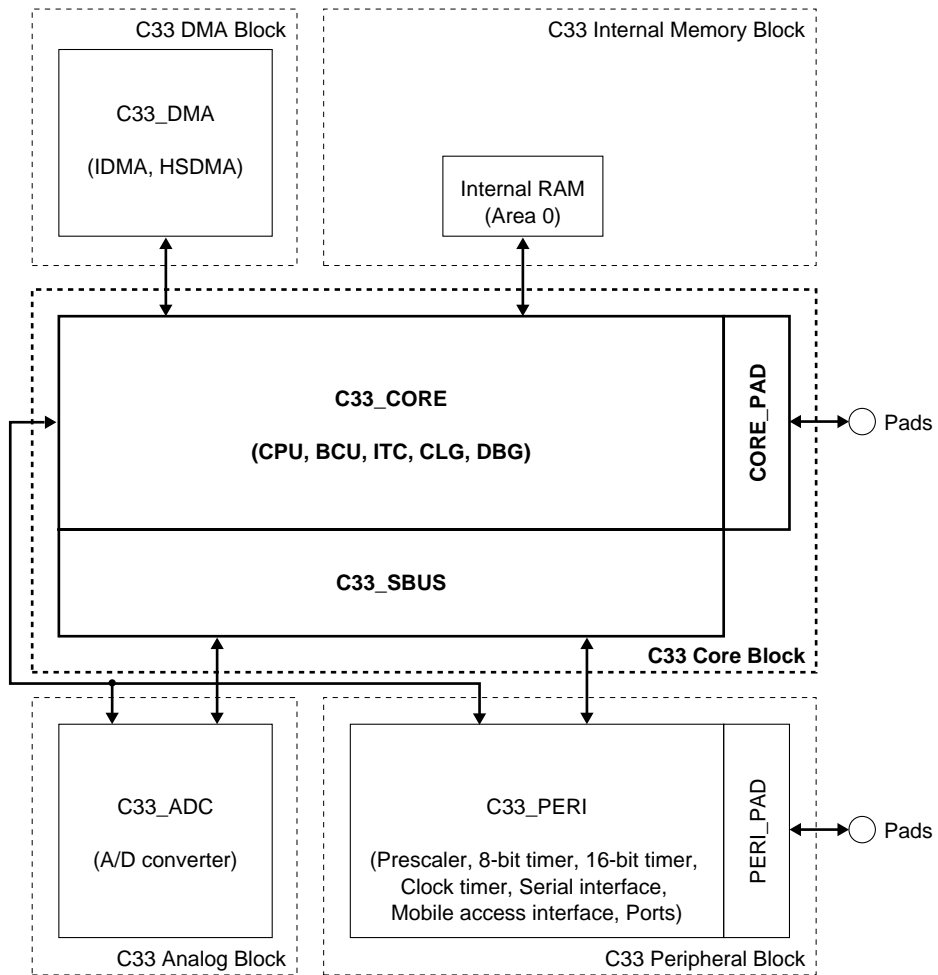 C33 DMA Block
C33 Internal Memory Block
C33_DMA
(IDMA, HSDMA)
Internal RAM
(Area 0)
C33_CORE
(CPU, BCU, ITC, CLG, DBG)
CORE_PAD
Pads
C33_SBUS
C33 Core Block
C33_ADC
(A/D converter)
C33_PERI
(Prescaler, 8-bit timer, 16-bit timer,
Clock timer, Serial interface,
Mobile access interface, Ports)
PERI_PAD
Pads
C33 Analog Block
C33 Peripheral Block